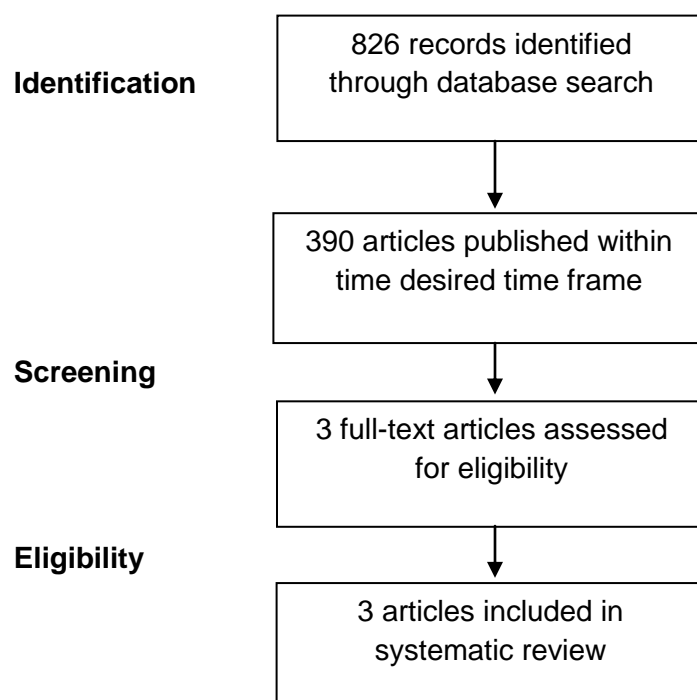 826 records identified
through database search
Identification
390 articles published within
time desired time frame
Screening
3 full-text articles assessed
for eligibility
Eligibility
3 articles included in
systematic review